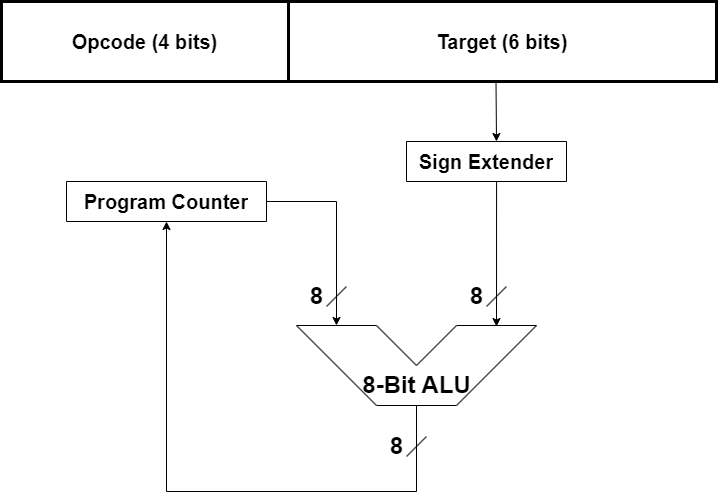 Opcode (4 bits)
Target (6 bits)
Sign Extender
Program Counter
8
8
8-Bit ALU
8